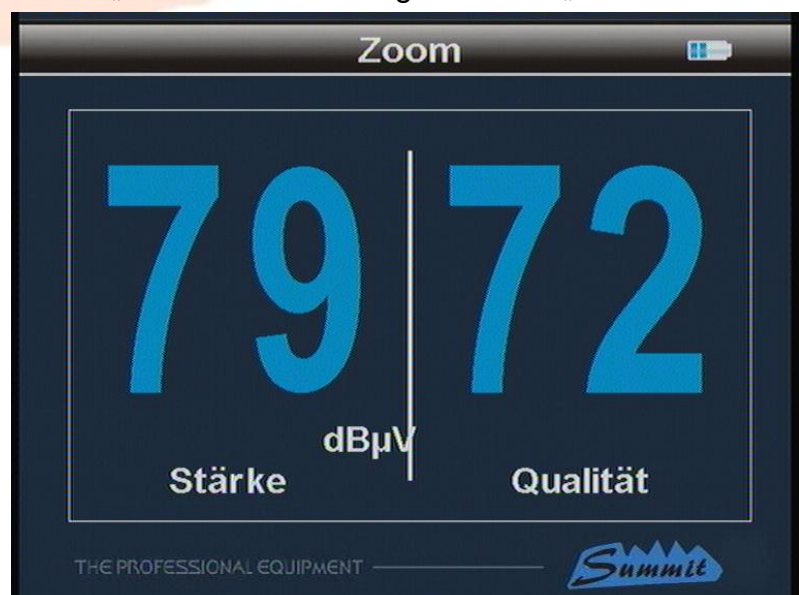 Zoom
79
72
dBµV
Stärke
Qualität
THE PROFESSIONAL EQUIPMENT
Summit